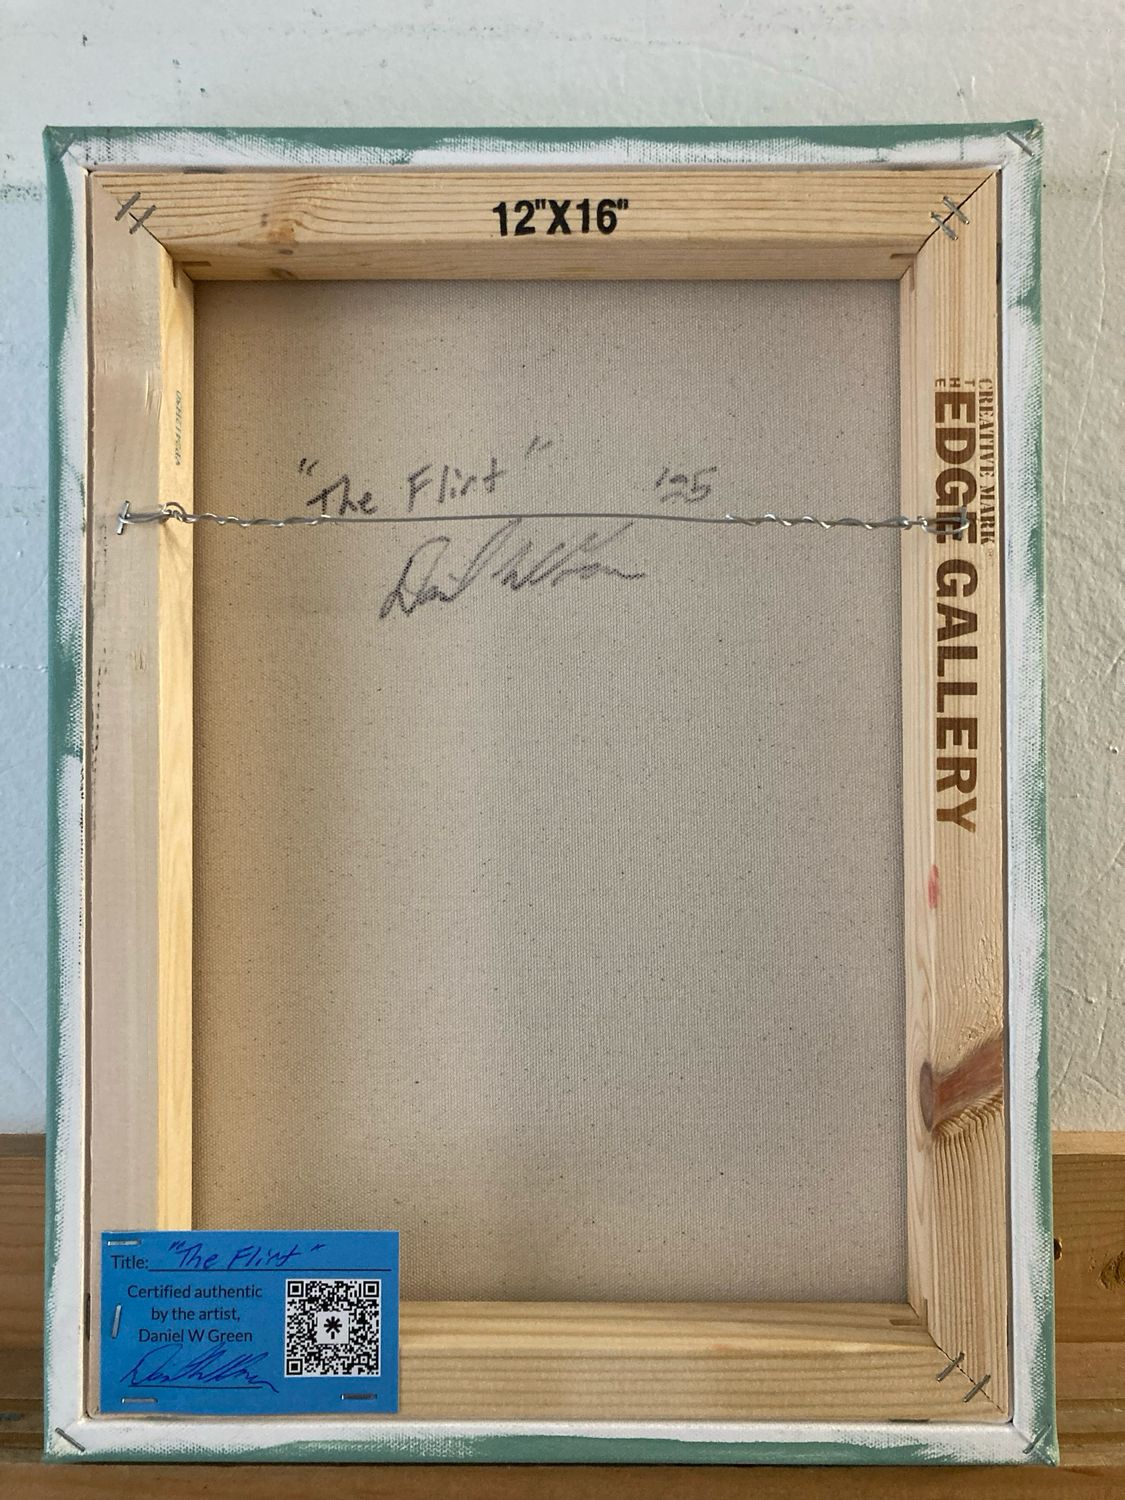 12"X16"
CREATIVE MARK
THE
EDGE GALLERY
"The Flirt" '25
Title: "The Flirt"
Certified authentic
by the artist,
Daniel W Green